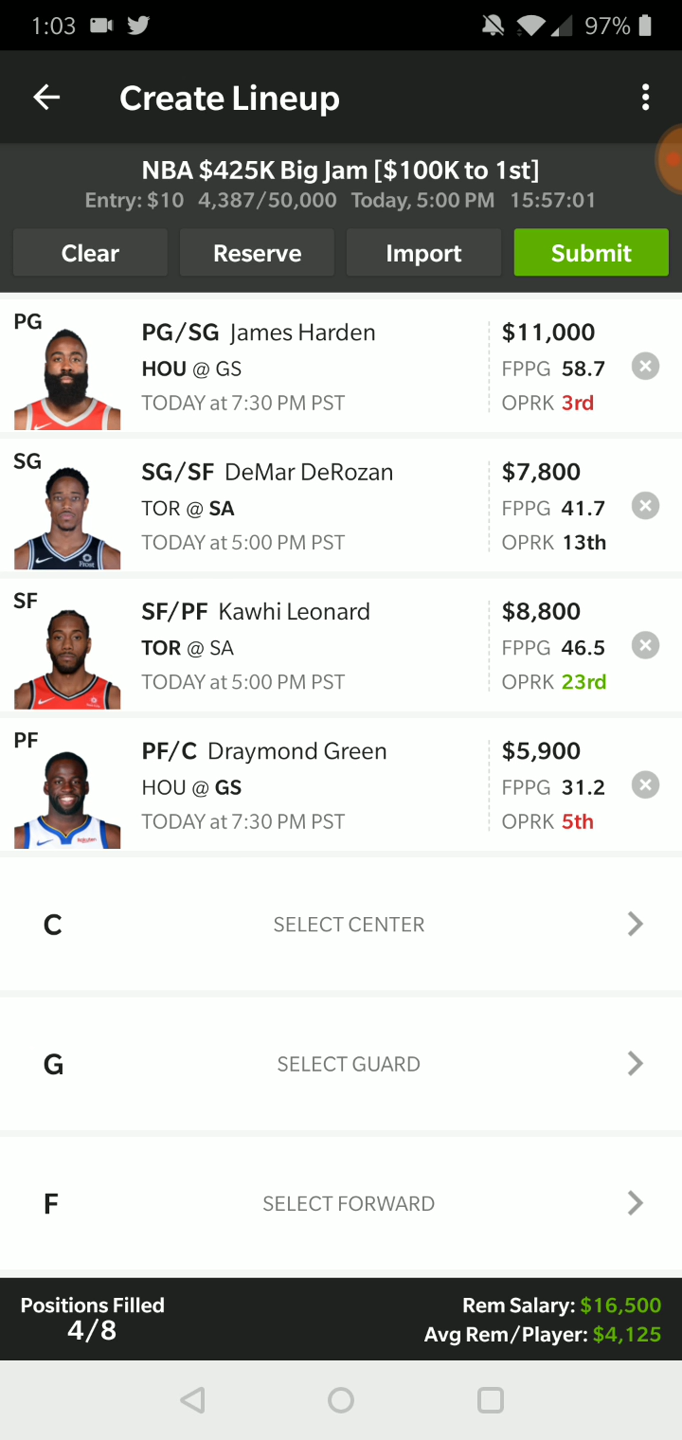 1:03 97%
Create Lineup
NBA $425K Big Jam [$100K to 1st]
Entry: $10 4,387/50,000 Today, 5:00 PM 15:57:01
Clear Reserve Import Submit
PG
PG/SG James Harden $11,000
HOU @ GS FPPG 58.7
TODAY at 7:30 PM PST OPRK 3rd
SG
SG/SF DeMar DeRozan $7,800
TOR @ SA FPPG 41.7
TODAY at 5:00 PM PST OPRK 13th
SF
SF/PF Kawhi Leonard $8,800
TOR @ SA FPPG 46.5
TODAY at 5:00 PM PST OPRK 23rd
PF
PF/C Draymond Green $5,900
HOU @ GS FPPG 31.2
TODAY at 7:30 PM PST OPRK 5th
C SELECT CENTER
G SELECT GUARD
F SELECT FORWARD
Positions Filled Rem Salary: $16,500
4/8 Avg Rem/Player: $4,125